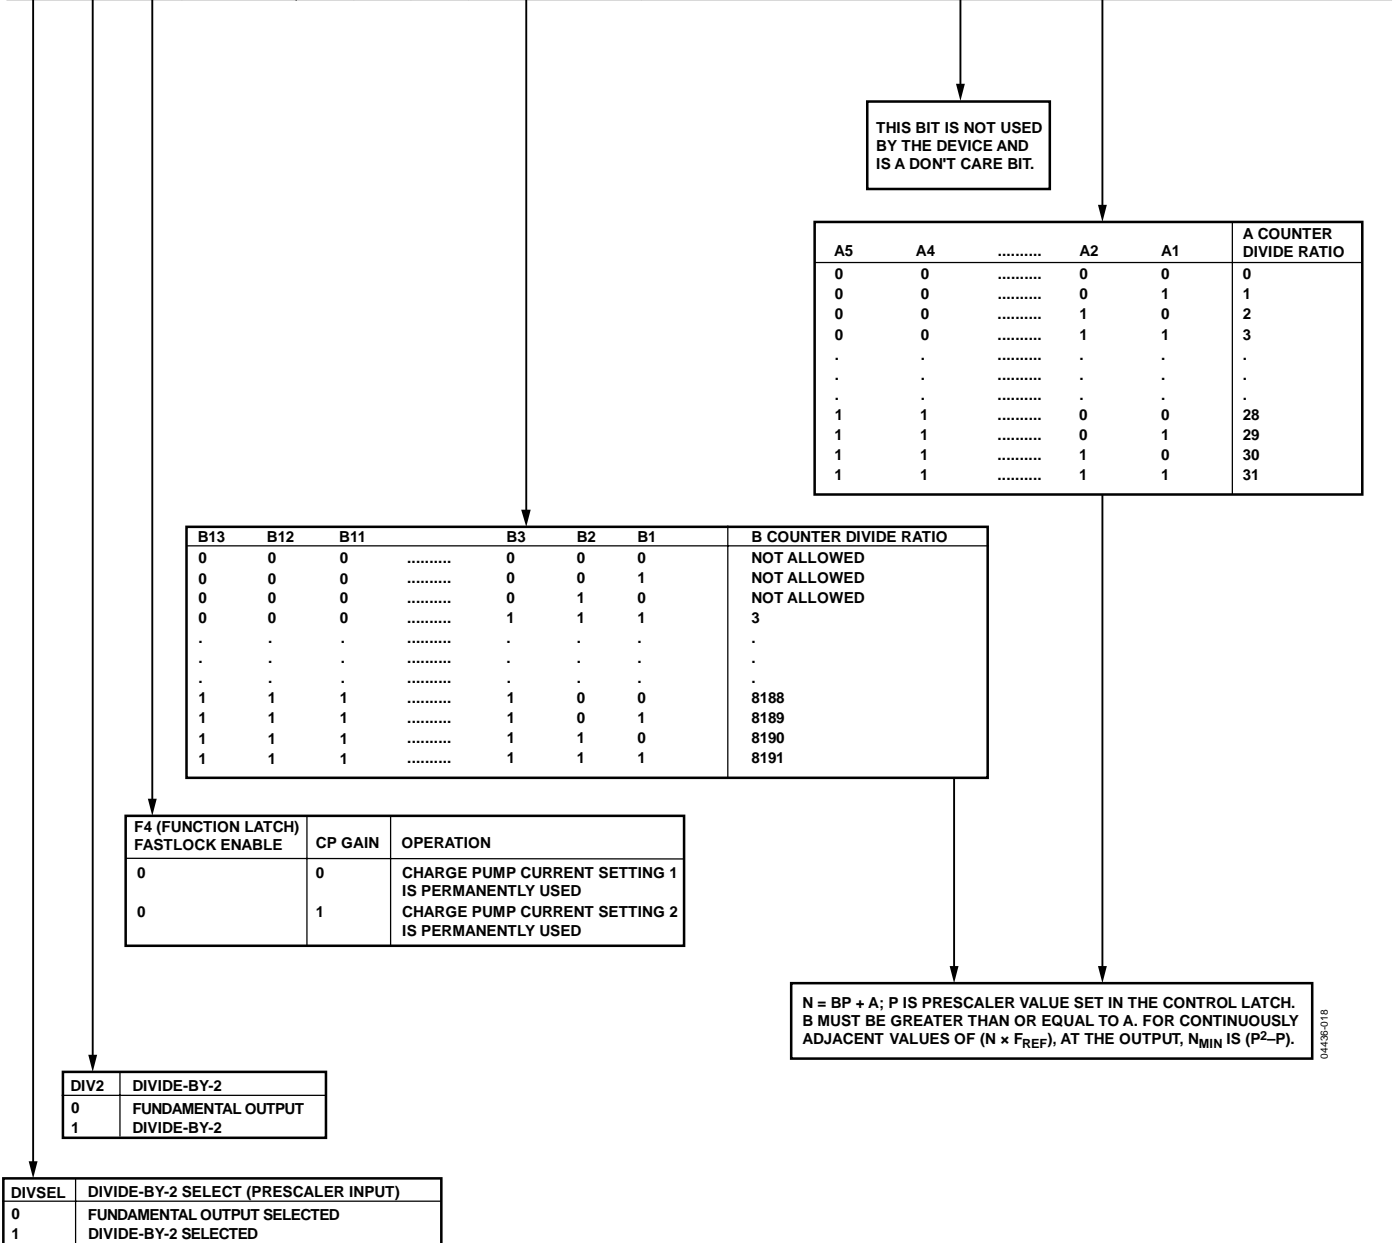 THIS BIT IS NOT USED
BY THE DEVICE AND
IS A DON'T CARE BIT.
A5 A4 .......... A2 A1 A COUNTER DIVIDE RATIO
0 0 .......... 0 0 0
0 0 .......... 0 1 1
0 0 .......... 1 0 2
0 0 .......... 1 1 3
. . .......... . . .
. . .......... . . .
. . .......... . . .
1 1 .......... 0 0 28
1 1 .......... 0 1 29
1 1 .......... 1 0 30
1 1 .......... 1 1 31
B13 B12 B11 B3 B2 B1 B COUNTER DIVIDE RATIO
0 0 0 .......... 0 0 0 NOT ALLOWED
0 0 0 .......... 0 0 1 NOT ALLOWED
0 0 0 .......... 0 1 0 NOT ALLOWED
0 0 0 .......... 1 1 1 3
. . . .......... . . . .
. . . .......... . . . .
. . . .......... . . . .
1 1 1 .......... 1 0 0 8188
1 1 1 .......... 1 0 1 8189
1 1 1 .......... 1 1 0 8190
1 1 1 .......... 1 1 1 8191
F4 (FUNCTION LATCH)
FASTLOCK ENABLE CP GAIN OPERATION
0 0 CHARGE PUMP CURRENT SETTING 1
IS PERMANENTLY USED
0 1 CHARGE PUMP CURRENT SETTING 2
IS PERMANENTLY USED
N = BP + A; P IS PRESCALER VALUE SET IN THE CONTROL LATCH.
B MUST BE GREATER THAN OR EQUAL TO A. FOR CONTINUOUSLY
ADJACENT VALUES OF (N × FREF), AT THE OUTPUT, NMIN IS (P²–P).
04436-018
DIV2 DIVIDE-BY-2
0 FUNDAMENTAL OUTPUT
1 DIVIDE-BY-2
DIVSEL DIVIDE-BY-2 SELECT (PRESCALER INPUT)
0 FUNDAMENTAL OUTPUT SELECTED
1 DIVIDE-BY-2 SELECTED